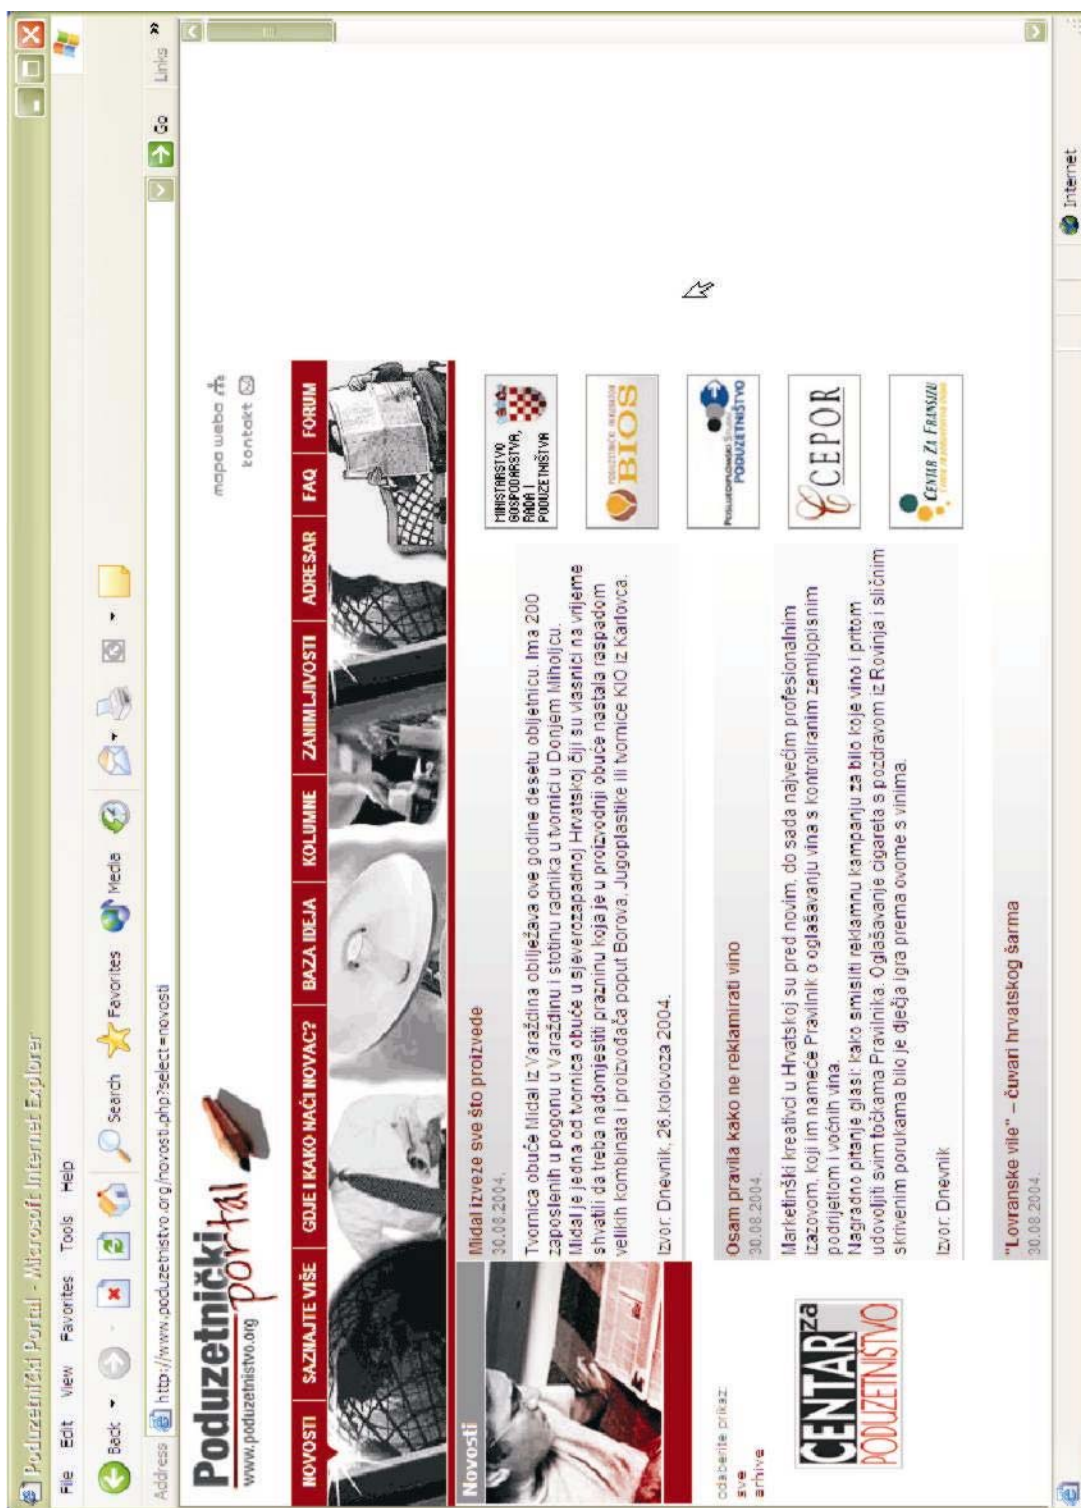 Poduzetnički Portal - Microsoft Internet Explorer
File Edit View Favorites Tools Help
Back Search Favorites Media
Address http://www.poduzetnistvo.org/novosti.php?select=novosti Go Links »
Poduzetnički
portal
www.poduzetnistvo.org
mapa weba
kontakt
NOVOSTI SAZNAJTE VIŠE GDJE I KAKO NAĆI NOVAC? BAZA IDEJA KOLUMNE ZANIMLJIVOSTI ADRESAR FAQ FORUM
Novosti
odaberite prikaz:
sve
arhive
CENTAR za
PODUZETNIŠTVO
Midal izveze sve što proizvede
30.08.2004.
Tvornica obuće Midal iz Varaždina obilježava ove godine desetu obljetnicu. Ima 200
zaposlenih u pogonu u Varaždinu i stotinu radnika u tvornici u Donjem Miholjcu.
Midal je jedna od tvornica obuće u sjeverozapadnoj Hrvatskoj čiji su vlasnici na vrijeme
shvatili da treba nadomjestiti prazninu koja je u proizvodnji obuće nastala raspadom
velikih kombinata i proizvođača poput Borova, Jugoplastike ili tvornice KIO iz Karlovca.
Izvor: Dnevnik, 26.kolovoza 2004.
Osam pravila kako ne reklamirati vino
30.08.2004.
Marketinški kreativci u Hrvatskoj su pred novim, do sada najvećim profesionalnim
izazovom, koji im nameće Pravilnik o oglašavanju vina s kontroliranim zemljopisnim
podrijetlom i voćnih vina.
Nagradno pitanje glasi: kako smisliti reklamnu kampanju za bilo koje vino i pritom
udovoljiti svim točkama Pravilnika. Oglašavanje cigareta s pozdravom iz Rovinja i sličnim
skrivenim porukama bilo je dječja igra prema ovome s vinima.
Izvor: Dnevnik
"Lovranske vile" – čuvari hrvatskog šarma
30.08.2004.
MINISTARSTVO
GOSPODARSTVA,
RADA I
PODUZETNIŠTVA
PODUZETNIČKI INKUBATOR
BIOS
POSLIJEDIPLOMSKI STUDIJ
PODUZETNIŠTVO
CEPOR
CENTAR ZA FRANŠIZU
Internet